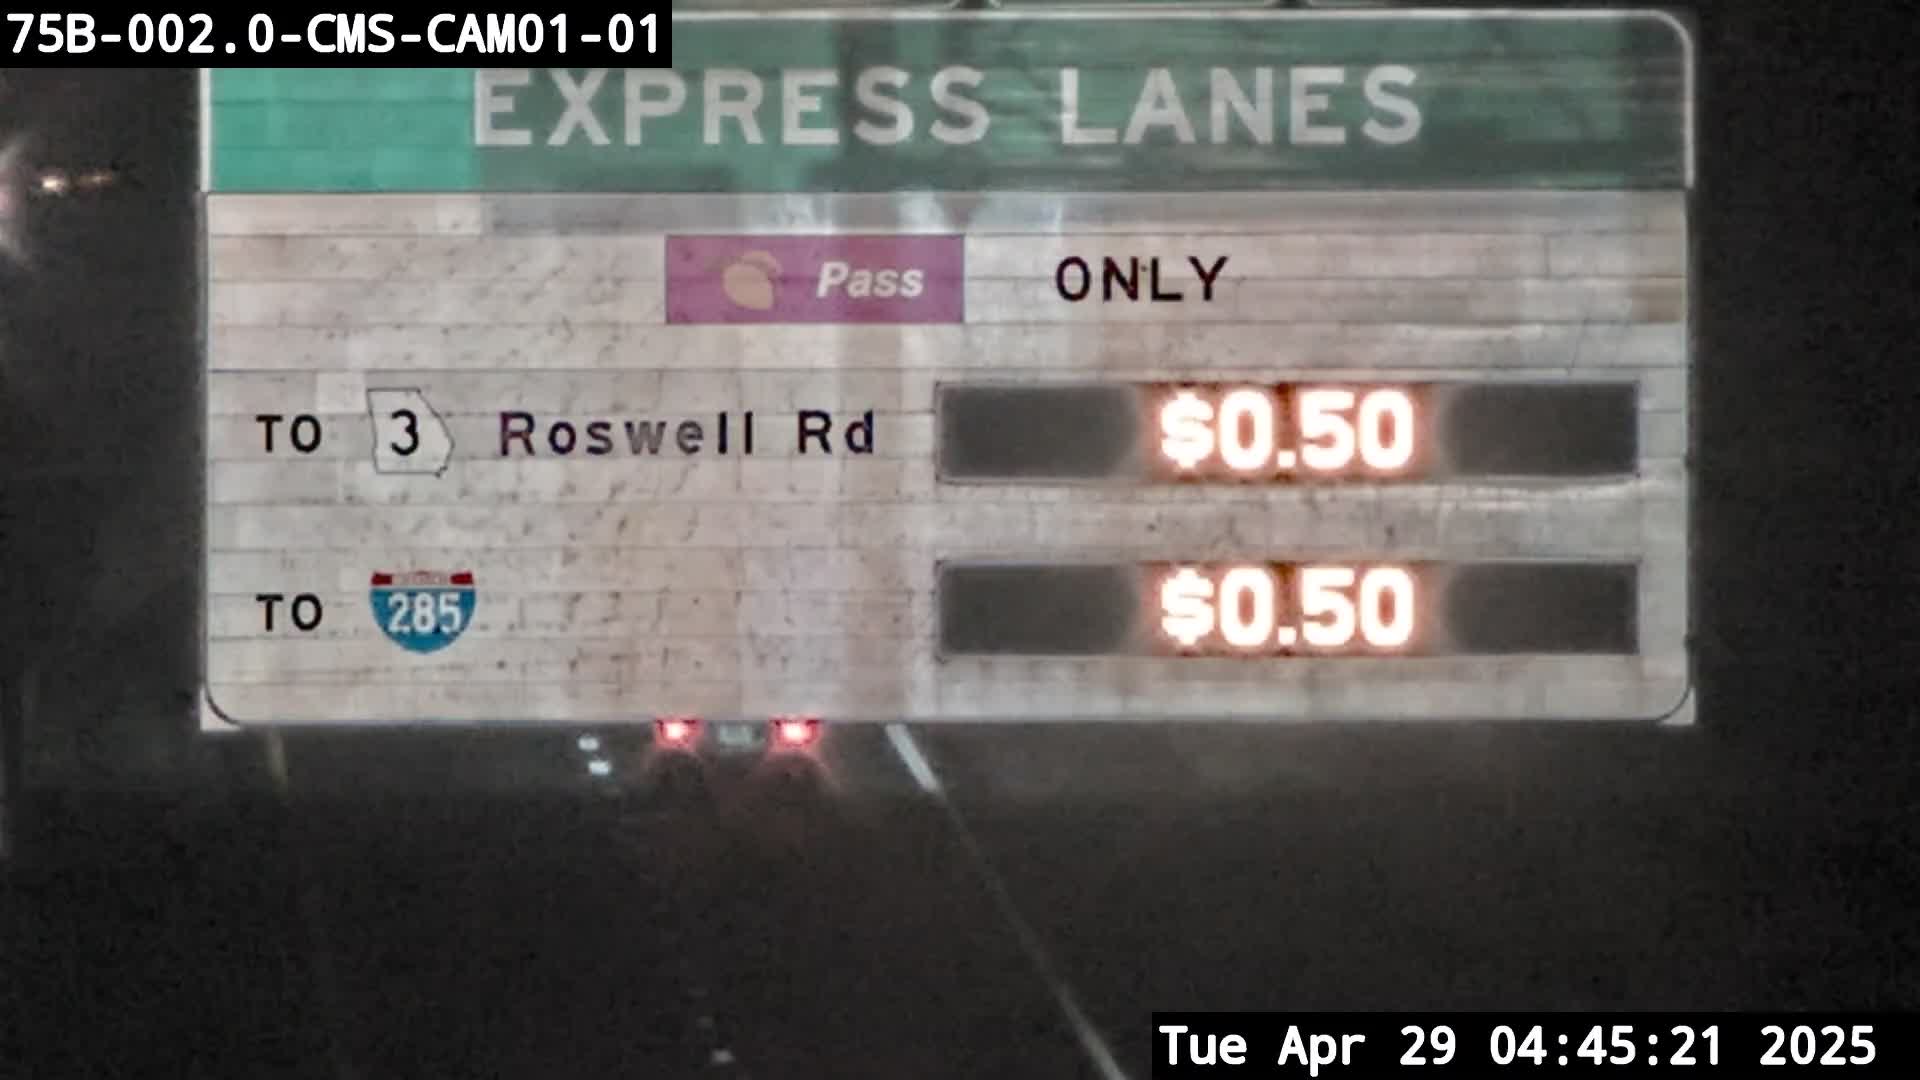 75B-002.0-CMS-CAM01-01
EXPRESS LANES
Pass ONLY
TO 3 Roswell Rd $0.50
TO 285 $0.50
Tue Apr 29 04:45:21 2025